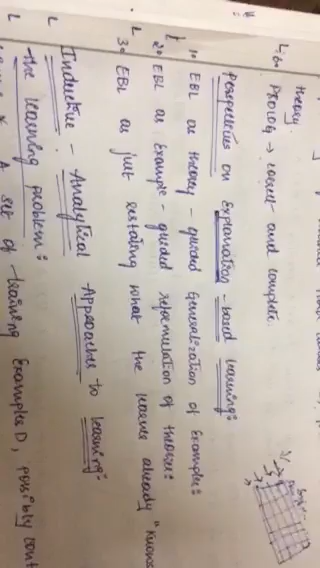 theory.
Prolog → correct and complete.
Perspectives on Explanation-based learning:
1. EBL as theory-guided Generalization of examples:
2. EBL as Example-guided reformulation of theories:
3. EBL as just restating what the learner already "knows
Inductive - Analytical Approaches to learning:
The learning problem:
A set of training Examples D, possibly cont